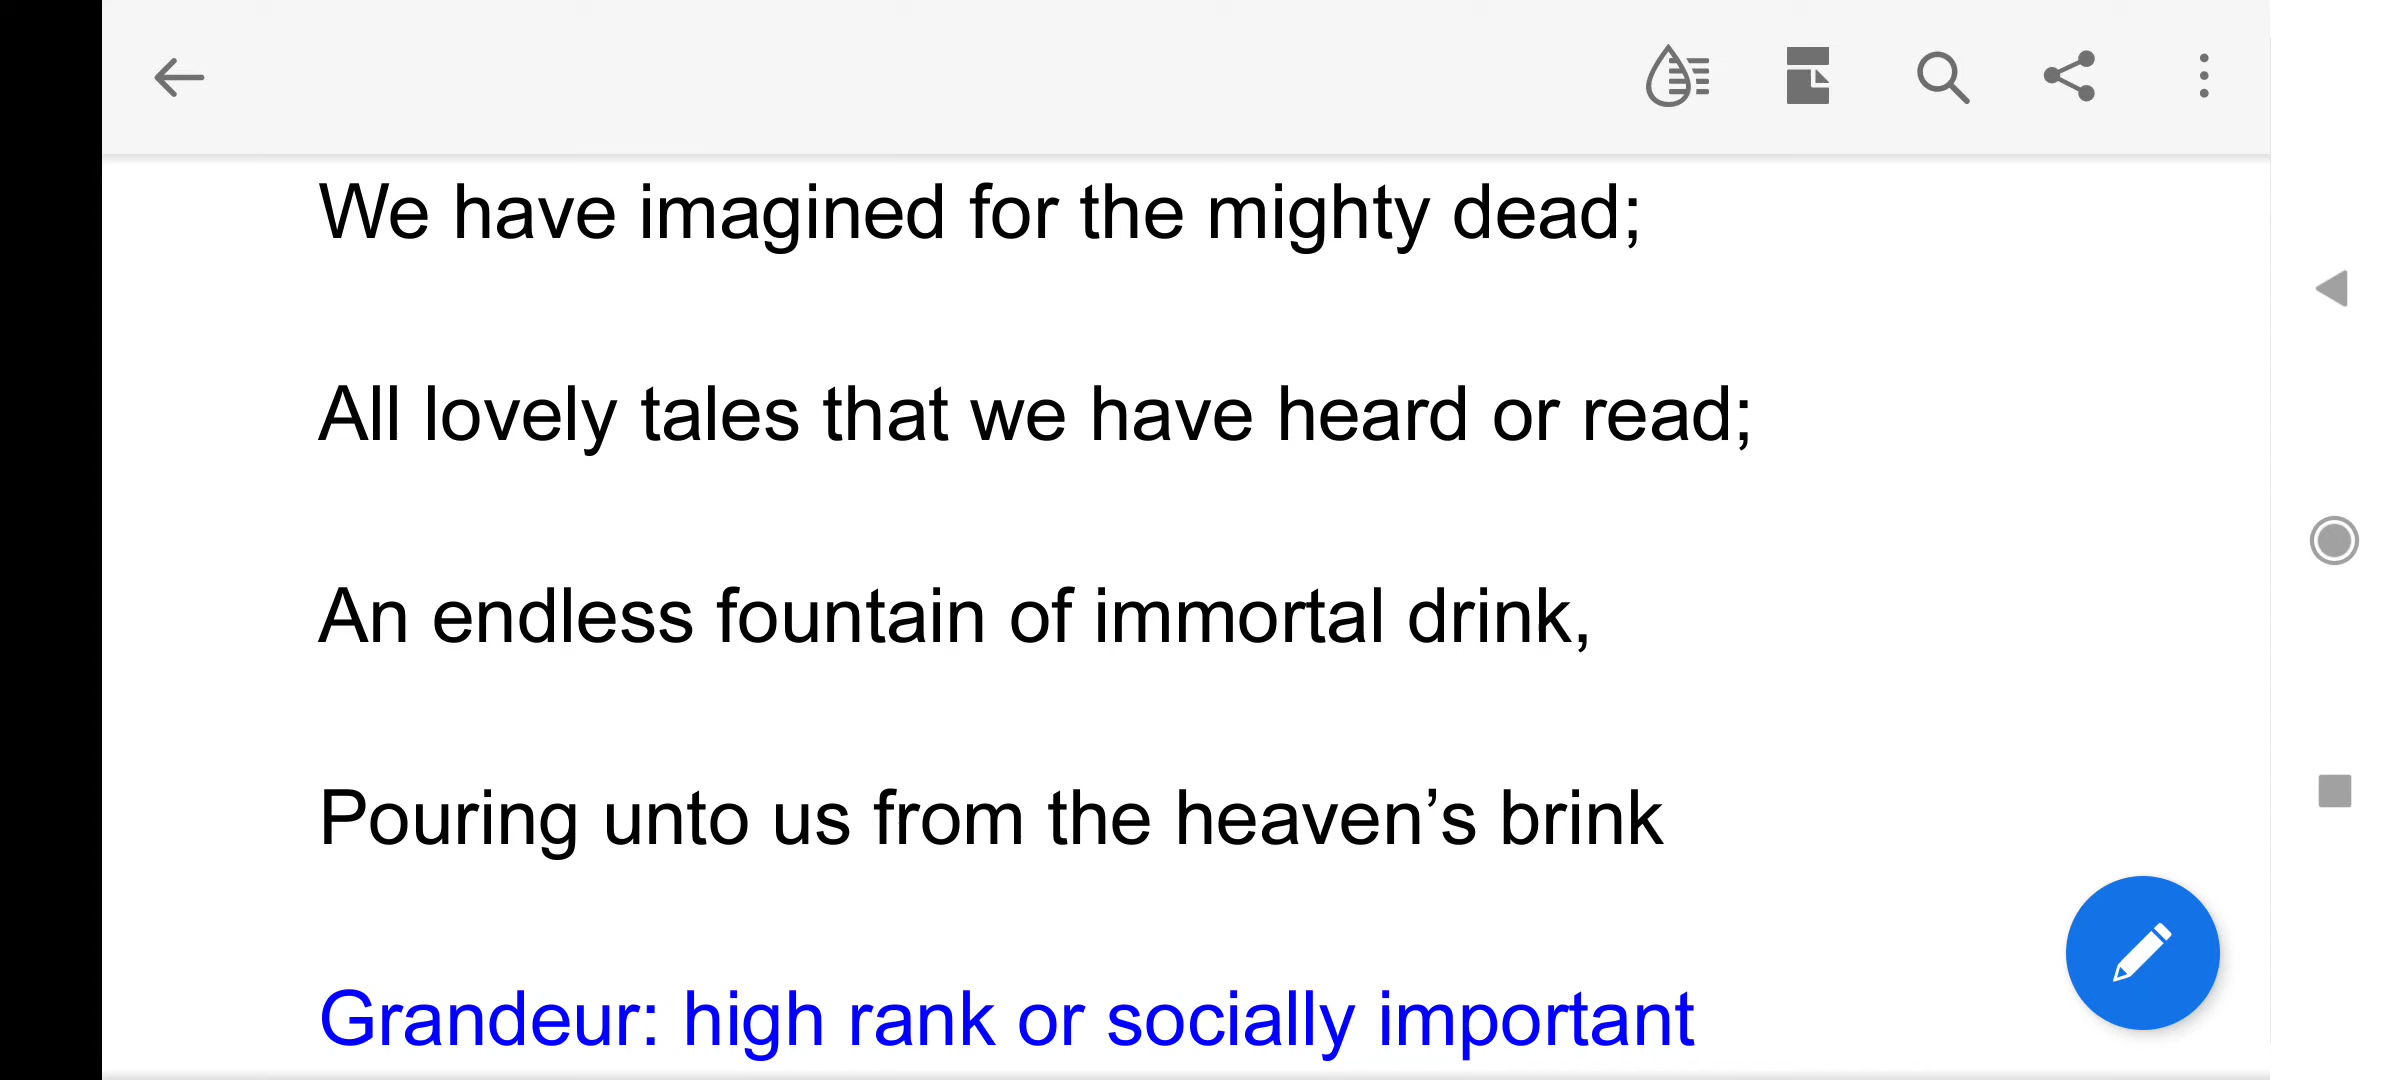 We have imagined for the mighty dead;
All lovely tales that we have heard or read;
An endless fountain of immortal drink,
Pouring unto us from the heaven’s brink
Grandeur: high rank or socially important